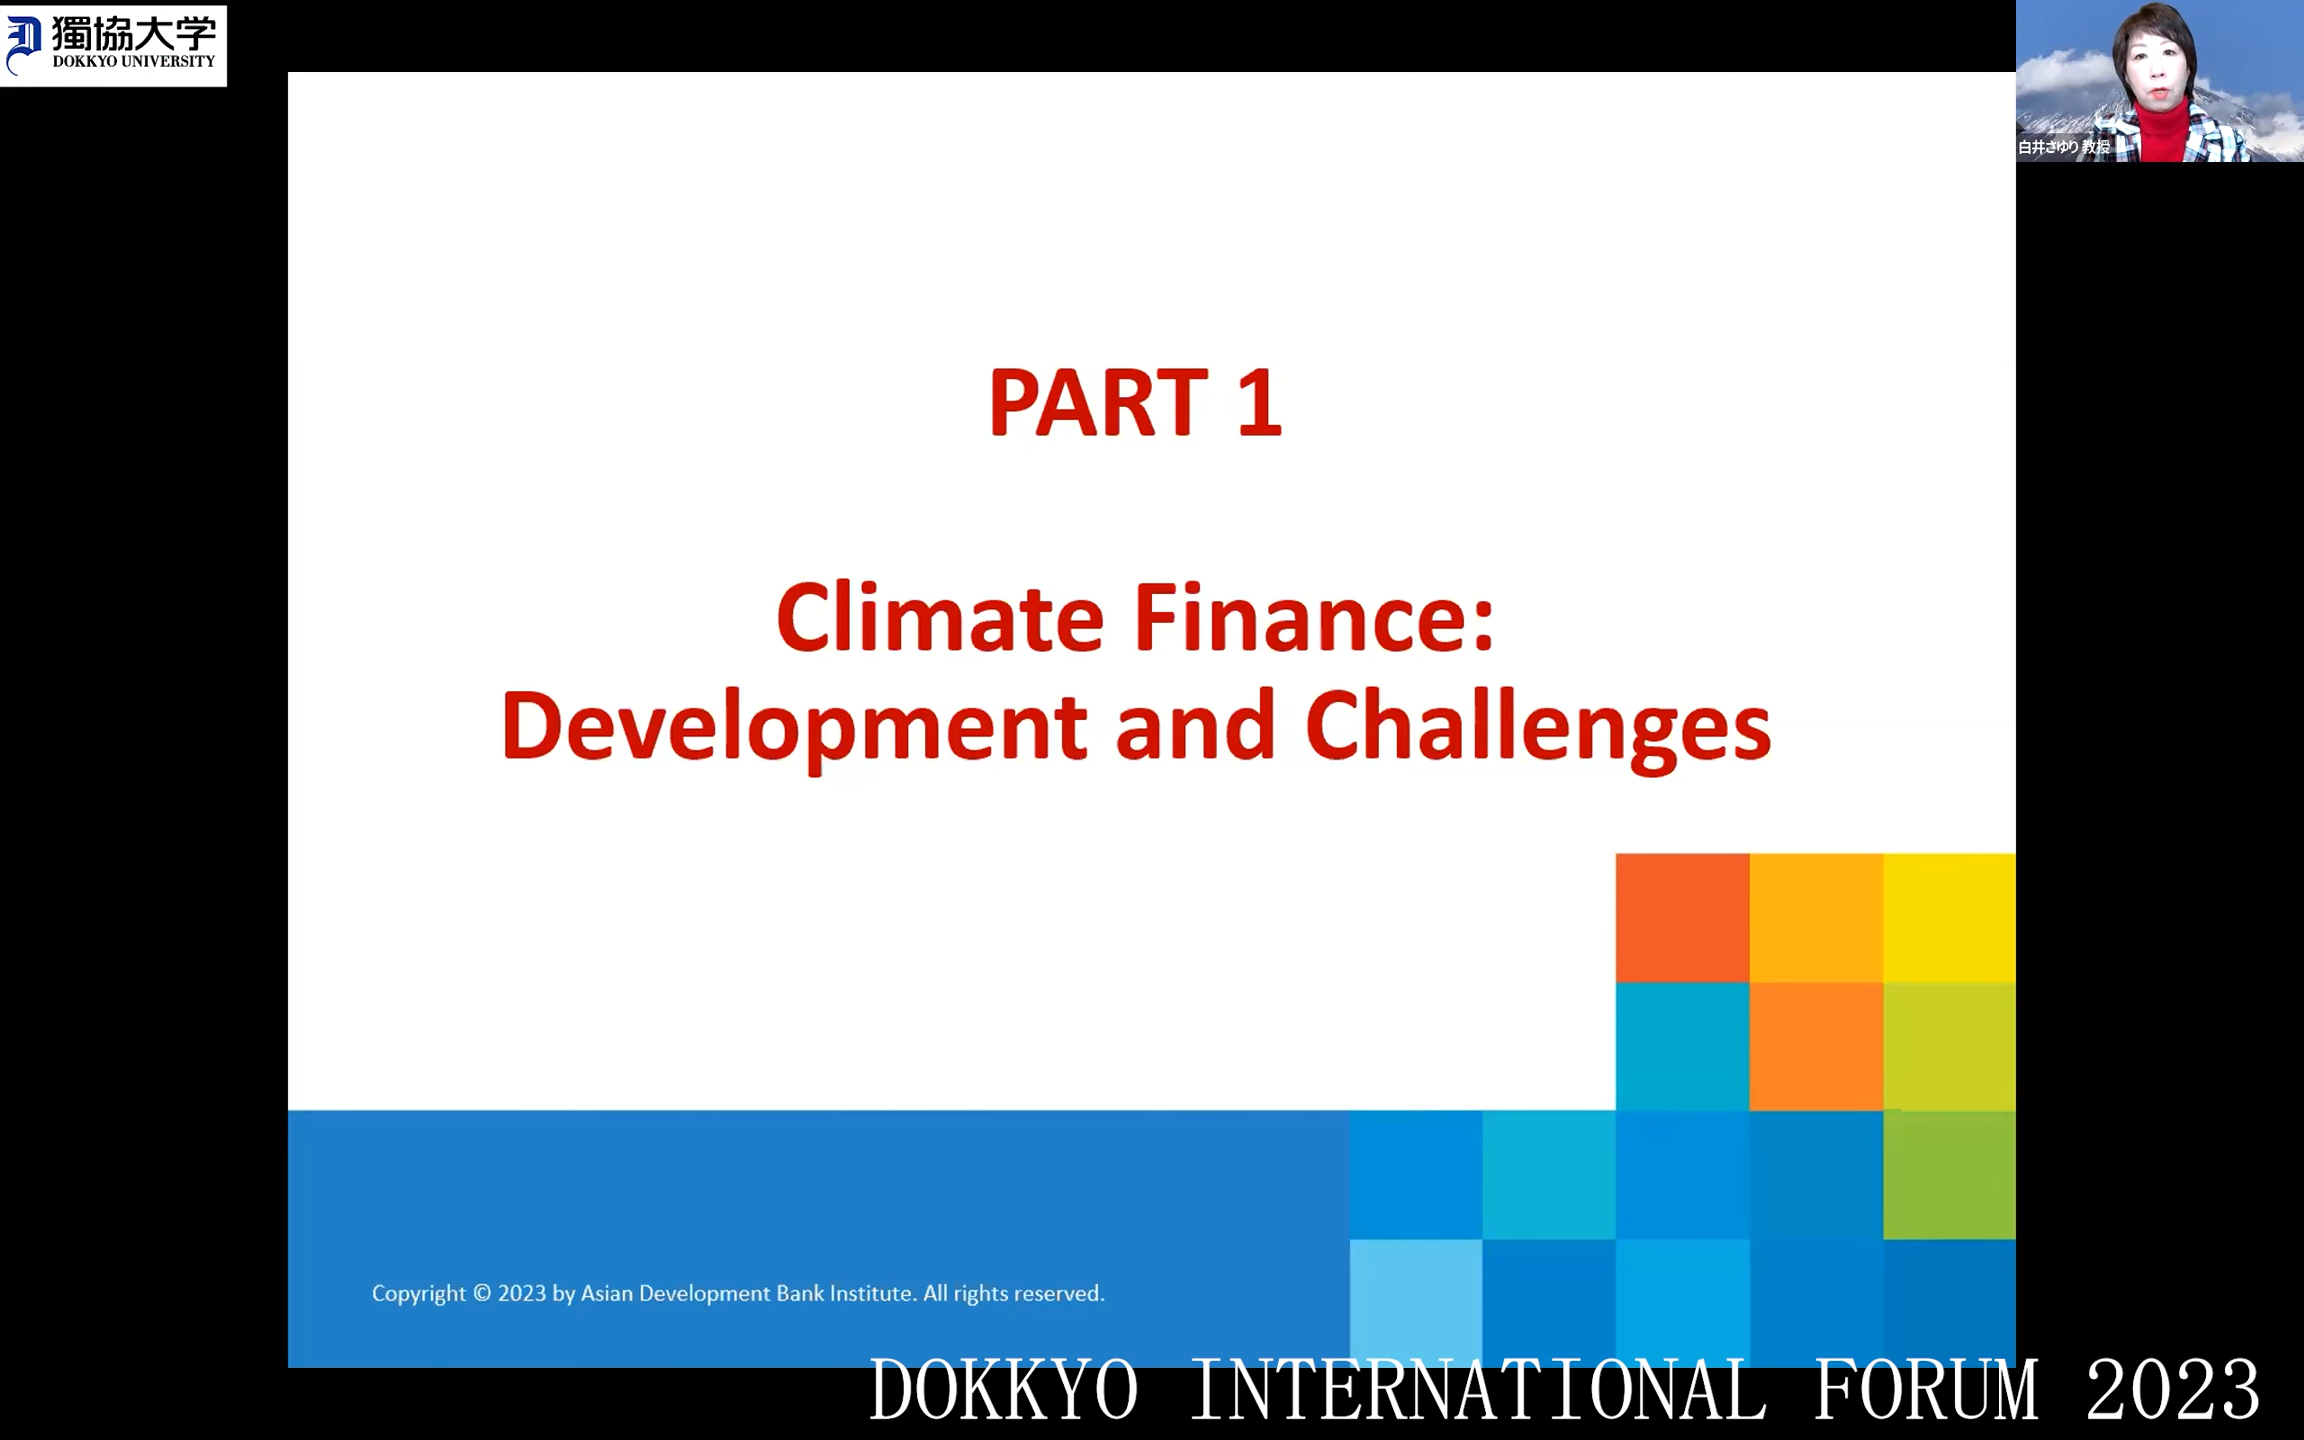 獨協大学
DOKKYO UNIVERSITY
白井さゆり 教授
PART 1
Climate Finance:
Development and Challenges
Copyright © 2023 by Asian Development Bank Institute. All rights reserved.
DOKKYO INTERNATIONAL FORUM 2023